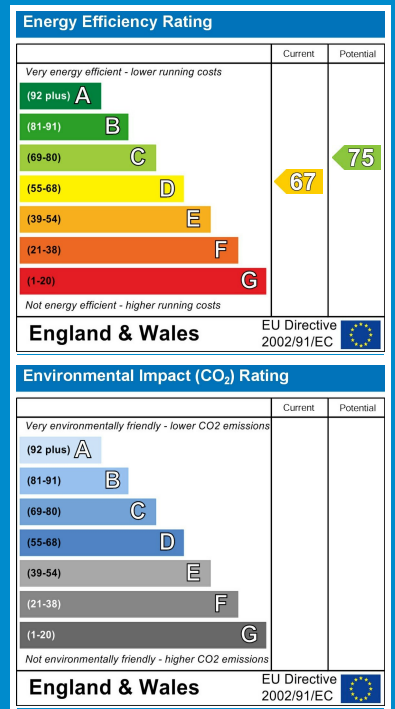 Energy Efficiency Rating
Current Potential
Very energy efficient - lower running costs
(92 plus) A
(81-91) B
(69-80) C
75
(55-68) D
67
(39-54) E
(21-38) F
(1-20) G
Not energy efficient - higher running costs
England & Wales
EU Directive
2002/91/EC
Environmental Impact (CO₂) Rating
Current Potential
Very environmentally friendly - lower CO2 emissions
(92 plus) A
(81-91) B
(69-80) C
(55-68) D
(39-54) E
(21-38) F
(1-20) G
Not environmentally friendly - higher CO2 emissions
England & Wales
EU Directive
2002/91/EC